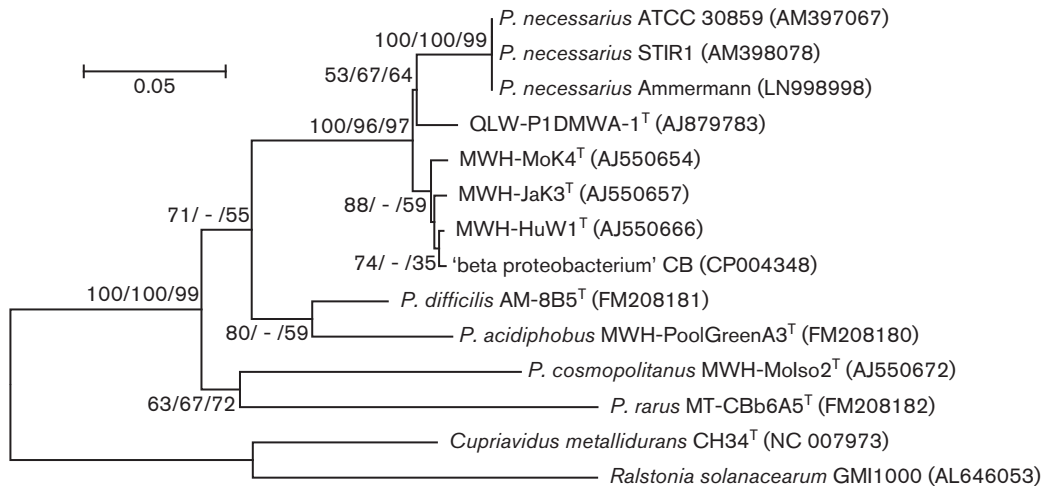 P. necessarius ATCC 30859 (AM397067)
100/100/99
P. necessarius STIR1 (AM398078)
0.05
53/67/64
P. necessarius Ammermann (LN998998)
100/96/97
QLW-P1DMWA-1T (AJ879783)
MWH-MoK4T (AJ550654)
MWH-JaK3T (AJ550657)
88/ - /59
71/ - /55
MWH-HuW1T (AJ550666)
74/ - /35
‘beta proteobacterium’ CB (CP004348)
100/100/99
P. difficilis AM-8B5T (FM208181)
80/ - /59
P. acidiphobus MWH-PoolGreenA3T (FM208180)
P. cosmopolitanus MWH-MoIso2T (AJ550672)
63/67/72
P. rarus MT-CBb6A5T (FM208182)
Cupriavidus metallidurans CH34T (NC 007973)
Ralstonia solanacearum GMI1000 (AL646053)